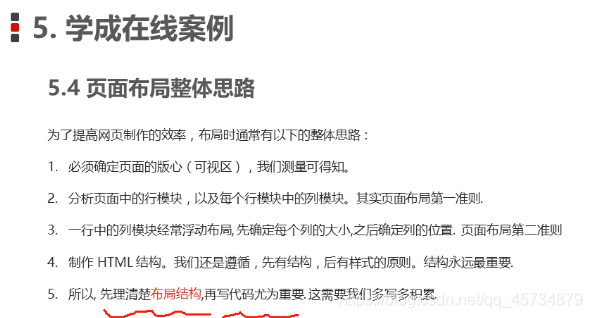 5. 学成在线案例
5.4 页面布局整体思路
为了提高网页制作的效率，布局时通常有以下的整体思路：
1. 必须确定页面的版心（可视区），我们测量可得知。
2. 分析页面中的行模块，以及每个行模块中的列模块。其实页面布局第一准则.
3. 一行中的列模块经常浮动布局, 先确定每个列的大小,之后确定列的位置. 页面布局第二准则
4. 制作 HTML 结构。我们还是遵循，先有结构，后有样式的原则。结构永远最重要.
5. 所以, 先理清楚布局结构,再写代码尤为重要. 这需要我们多写多积累.
https://blog.csdn.net/qq_45734879